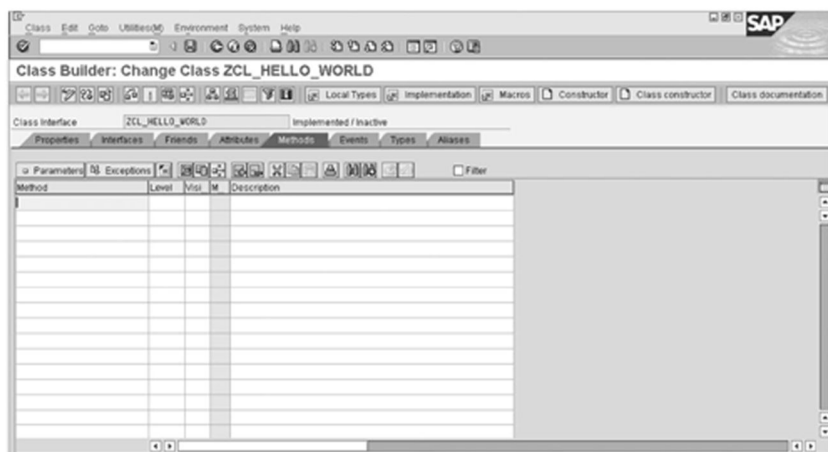 Class Edit Goto Utilities(M) Environment System Help
SAP
Class Builder: Change Class ZCL_HELLO_WORLD
Local Types Implementation Macros Constructor Class constructor Class documentation
Class Interface ZCL_HELLO_WORLD Implemented / Inactive
Properties Interfaces Friends Attributes Methods Events Types Aliases
Parameters Exceptions Filter
Method Level Visi M Description